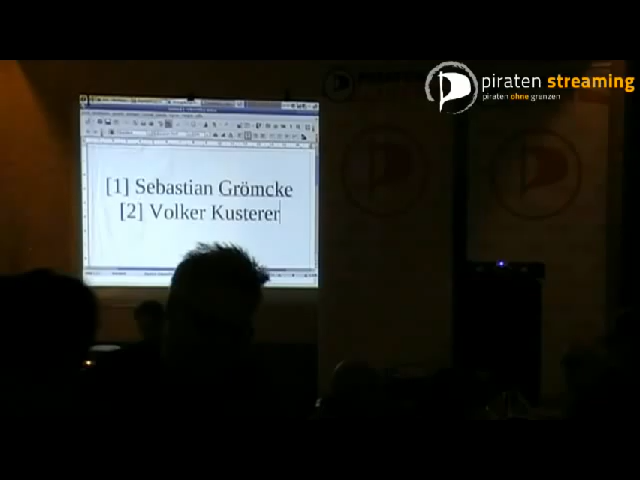 piraten streaming
piraten ohne grenzen
[1] Sebastian Grömcke
[2] Volker Kusterer